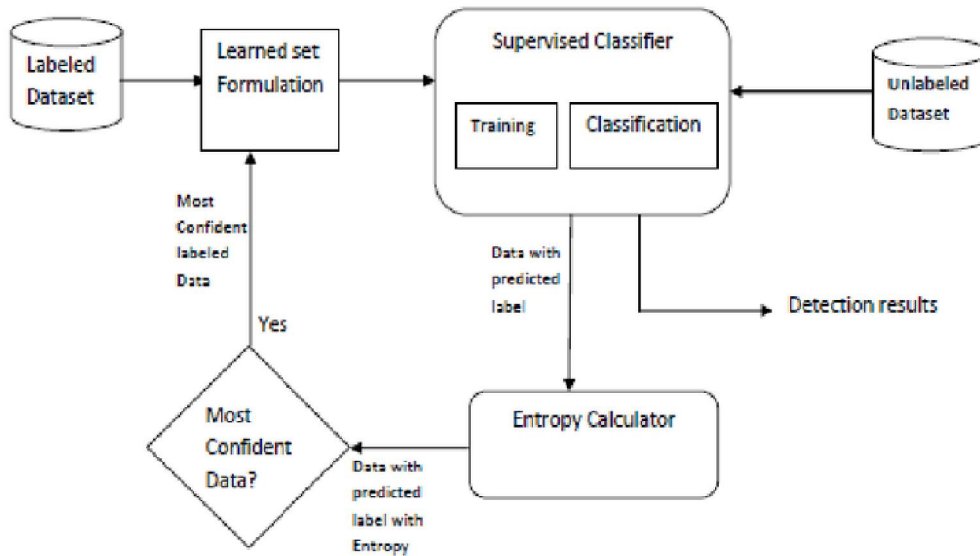 Labeled
Dataset
Learned set
Formulation
Supervised Classifier
Training
Classification
Unlabeled
Dataset
Most
Confident
labeled
Data
Data with
predicted
label
Detection results
Yes
Most
Confident
Data?
Entropy Calculator
Data with
predicted
label with
Entropy